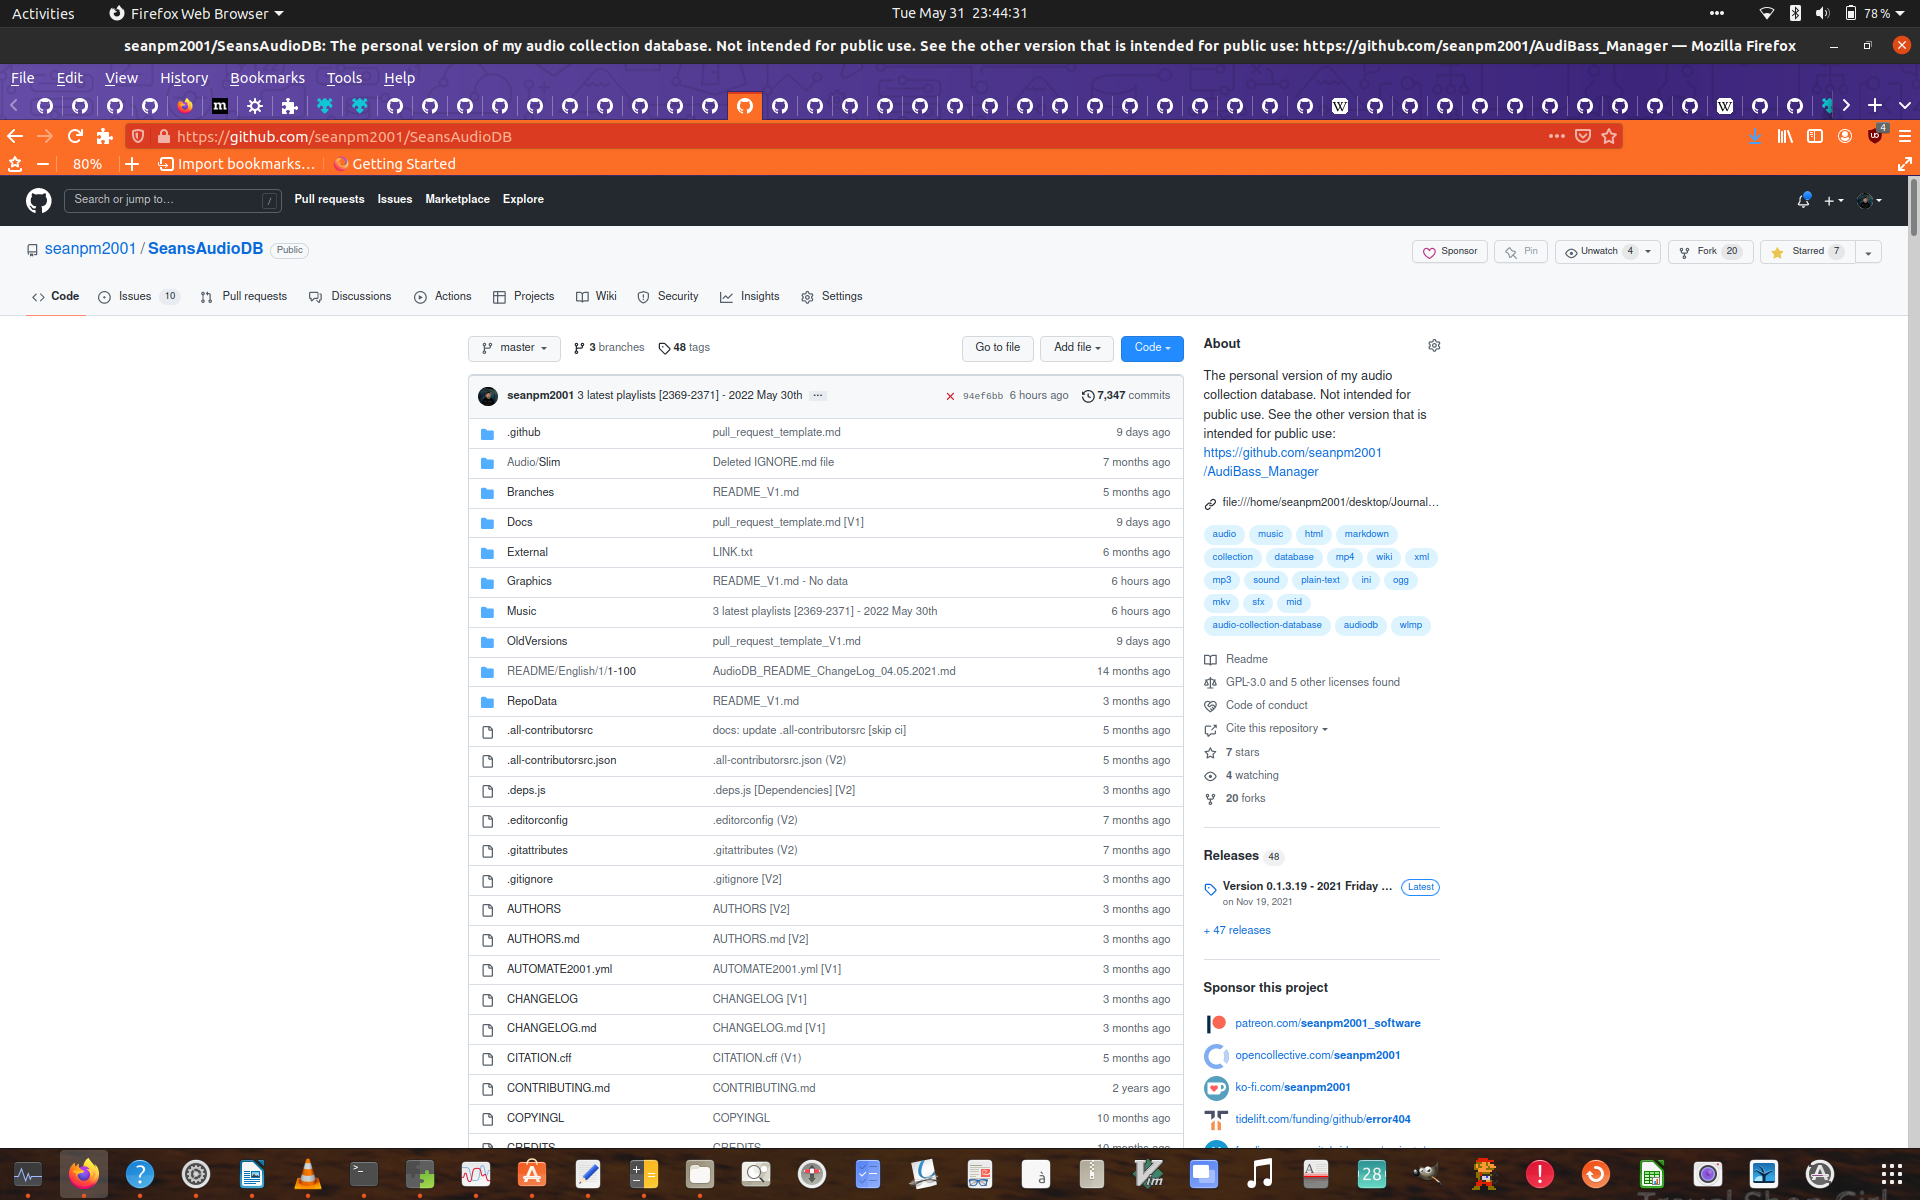 Activities Firefox Web Browser Tue May 31 23:44:31 78 %
seanpm2001/SeansAudioDB: The personal version of my audio collection database. Not intended for public use. See the other version that is intended for public use: https://github.com/seanpm2001/AudiBass_Manager — Mozilla Firefox
File Edit View History Bookmarks Tools Help
https://github.com/seanpm2001/SeansAudioDB 4
80% Import bookmarks… Getting Started
Search or jump to… / Pull requests Issues Marketplace Explore
seanpm2001 / SeansAudioDB Public
Sponsor Pin Unwatch 4 Fork 20 Starred 7
Code Issues 10 Pull requests Discussions Actions Projects Wiki Security Insights Settings
master 3 branches 48 tags Go to file Add file Code
seanpm2001 3 latest playlists [2369-2371] - 2022 May 30th ... 94ef6bb 6 hours ago 7,347 commits
.github pull_request_template.md 9 days ago
Audio/Slim Deleted IGNORE.md file 7 months ago
Branches README_V1.md 5 months ago
Docs pull_request_template.md [V1] 9 days ago
External LINK.txt 6 months ago
Graphics README_V1.md - No data 6 hours ago
Music 3 latest playlists [2369-2371] - 2022 May 30th 6 hours ago
OldVersions pull_request_template_V1.md 9 days ago
README/English/1/1-100 AudioDB_README_ChangeLog_04.05.2021.md 14 months ago
RepoData README_V1.md 3 months ago
.all-contributorsrc docs: update .all-contributorsrc [skip ci] 5 months ago
.all-contributorsrc.json .all-contributorsrc.json (V2) 5 months ago
.deps.js .deps.js [Dependencies] [V2] 3 months ago
.editorconfig .editorconfig (V2) 7 months ago
.gitattributes .gitattributes (V2) 7 months ago
.gitignore .gitignore [V2] 3 months ago
AUTHORS AUTHORS [V2] 3 months ago
AUTHORS.md AUTHORS.md [V2] 3 months ago
AUTOMATE2001.yml AUTOMATE2001.yml [V1] 3 months ago
CHANGELOG CHANGELOG [V1] 3 months ago
CHANGELOG.md CHANGELOG.md [V1] 3 months ago
CITATION.cff CITATION.cff (V1) 5 months ago
CONTRIBUTING.md CONTRIBUTING.md 2 years ago
COPYINGL COPYINGL 10 months ago
CREDITS CREDITS 10 months ago
About
The personal version of my audio
collection database. Not intended for
public use. See the other version that is
intended for public use:
https://github.com/seanpm2001
/AudiBass_Manager
file:///home/seanpm2001/desktop/Journal…
audio music html markdown
collection database mp4 wiki xml
mp3 sound plain-text ini ogg
mkv sfx mid
audio-collection-database audiodb wlmp
Readme
GPL-3.0 and 5 other licenses found
Code of conduct
Cite this repository
7 stars
4 watching
20 forks
Releases 48
Version 0.1.3.19 - 2021 Friday ... Latest
on Nov 19, 2021
+ 47 releases
Sponsor this project
patreon.com/seanpm2001_software
opencollective.com/seanpm2001
ko-fi.com/seanpm2001
tidelift.com/funding/github/error404
28